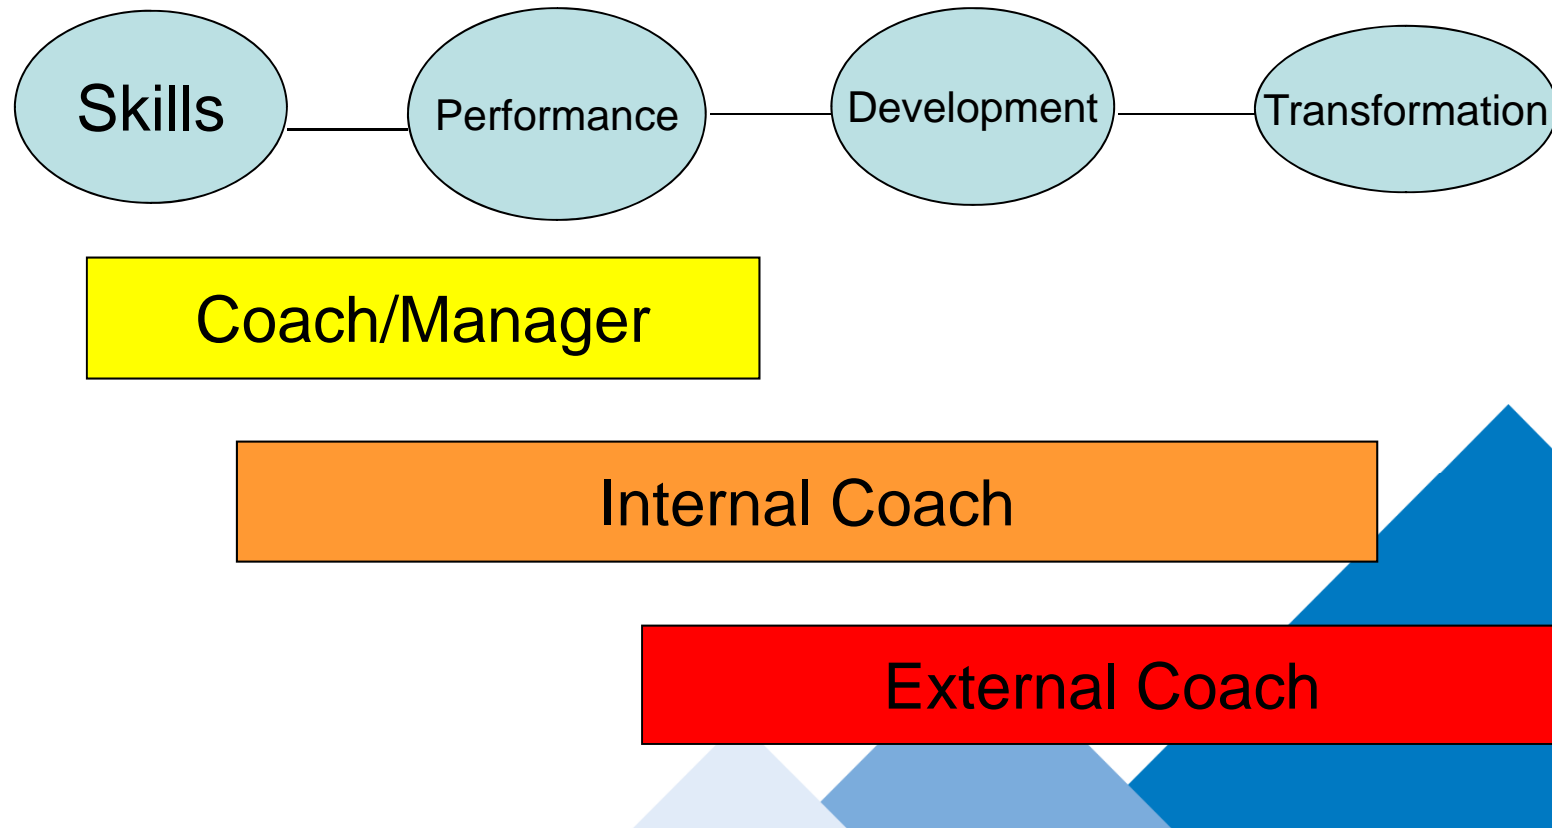 Skills
Performance
Development
Transformation
Coach/Manager
Internal Coach
External Coach